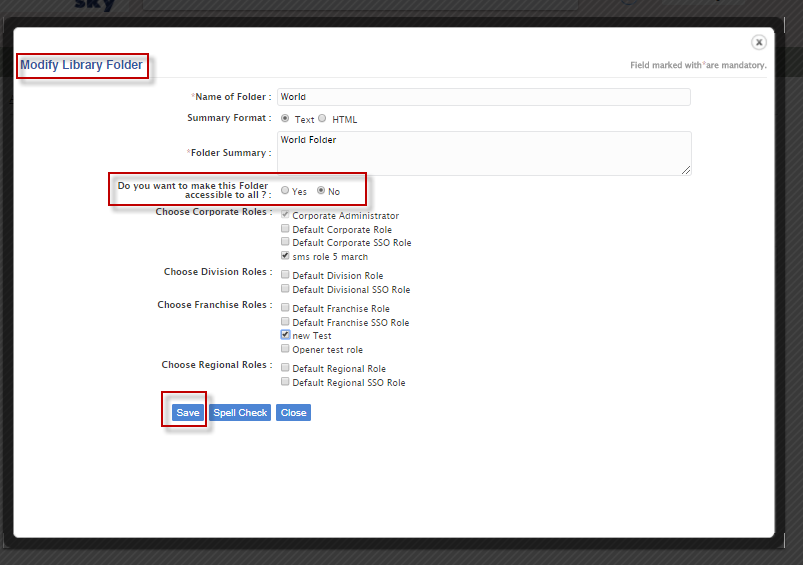 sky
Modify Library Folder
Field marked with*are mandatory.
*Name of Folder : World
Summary Format : Text HTML
*Folder Summary : World Folder
Do you want to make this Folder
accessible to all ? : Yes No
Choose Corporate Roles : Corporate Administrator
Default Corporate Role
Default Corporate SSO Role
sms role 5 march
Choose Division Roles : Default Division Role
Default Divisional SSO Role
Choose Franchise Roles : Default Franchise Role
Default Franchise SSO Role
new Test
Opener test role
Choose Regional Roles : Default Regional Role
Default Regional SSO Role
Save Spell Check Close